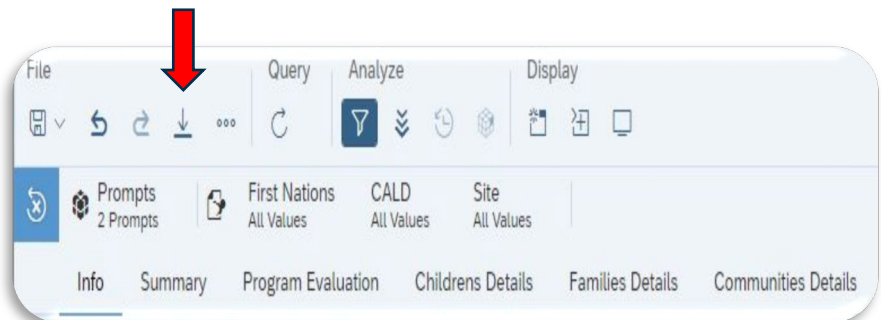 File Query Analyze Display
Prompts First Nations CALD Site
2 Prompts All Values All Values All Values
Info Summary Program Evaluation Childrens Details Families Details Communities Details